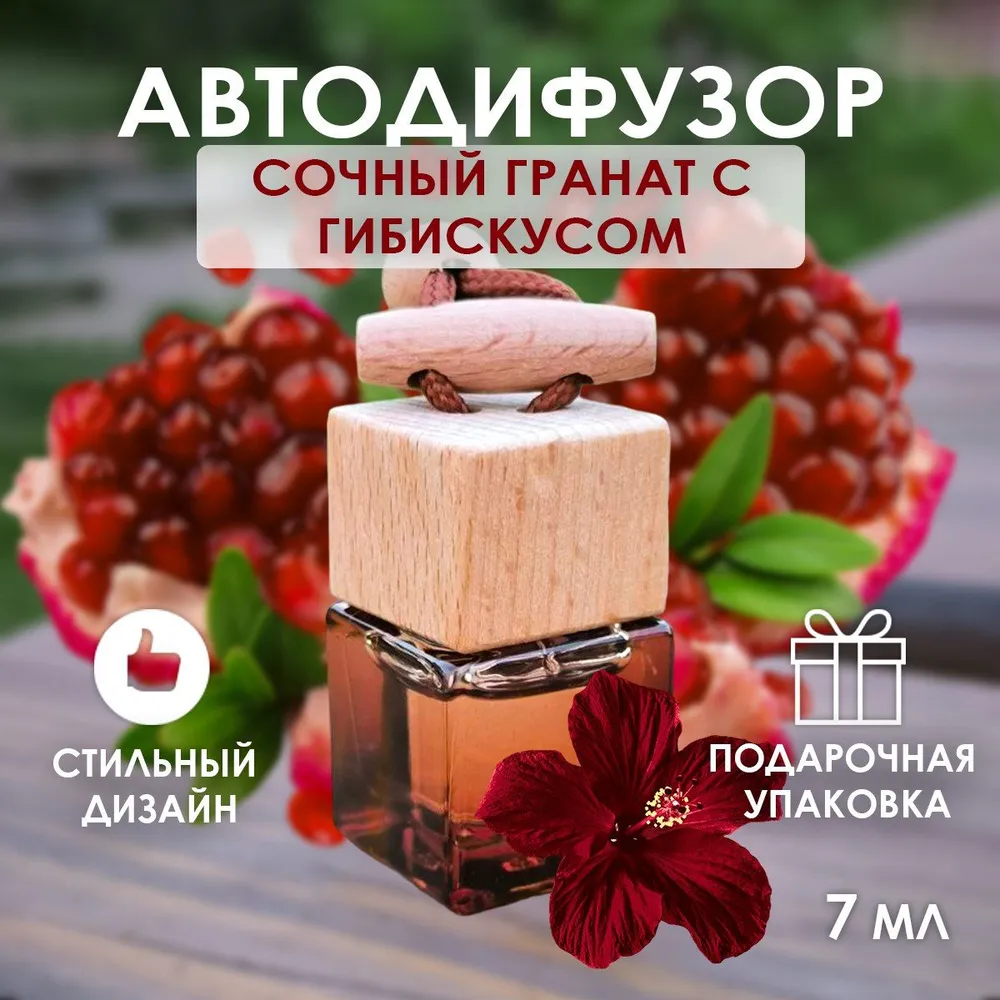 АВТОДИФУЗОР
СОЧНЫЙ ГРАНАТ С
ГИБИСКУСОМ
СТИЛЬНЫЙ
ДИЗАЙН
ПОДАРОЧНАЯ
УПАКОВКА
7 МЛ